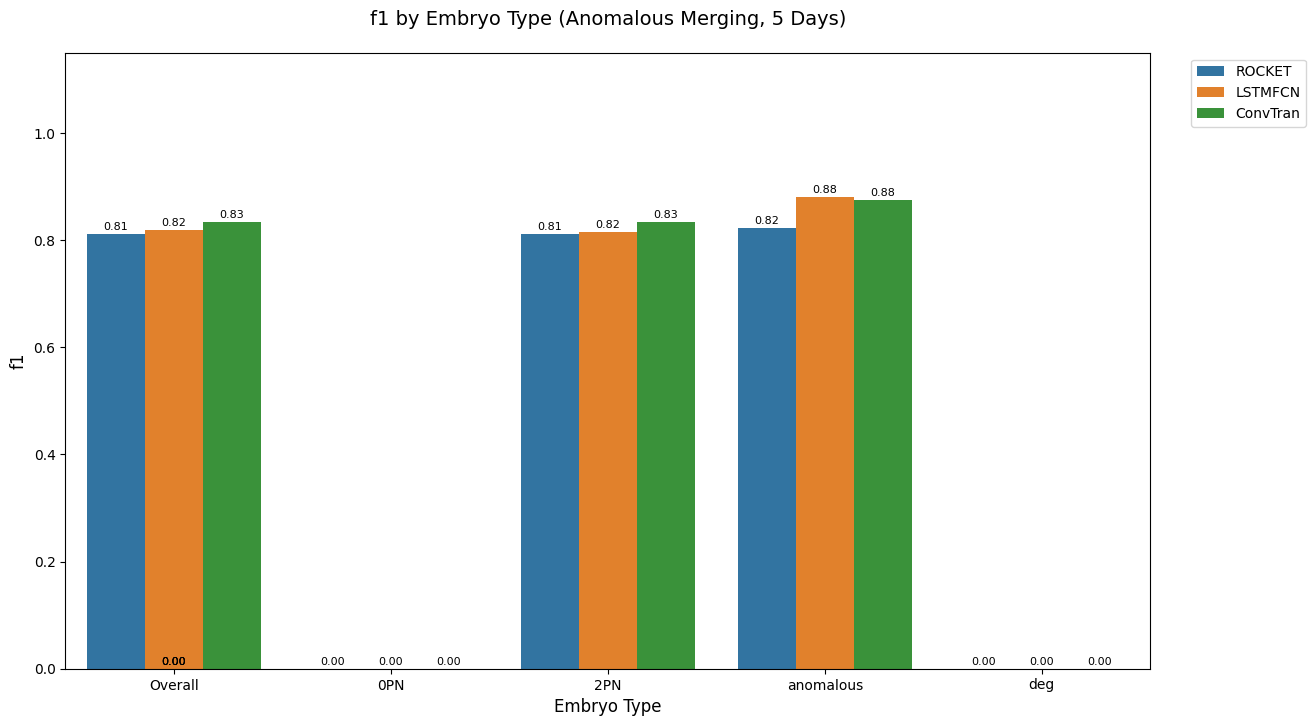 f1 by Embryo Type (Anomalous Merging, 5 Days)
ROCKET
LSTMFCN
ConvTran
f1
1.0
0.8
0.6
0.4
0.2
0.0
0.81
0.82
0.83
0.00
0.00 0.00 0.00
0.81
0.82
0.83
0.82
0.88
0.88
0.00 0.00 0.00
Overall 0PN 2PN anomalous deg
Embryo Type